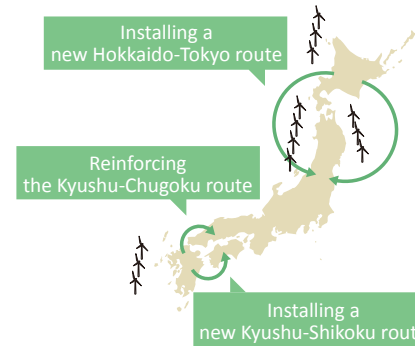 Installing a
new Hokkaido-Tokyo route
Reinforcing
the Kyushu-Chugoku route
Installing a
new Kyushu-Shikoku rout